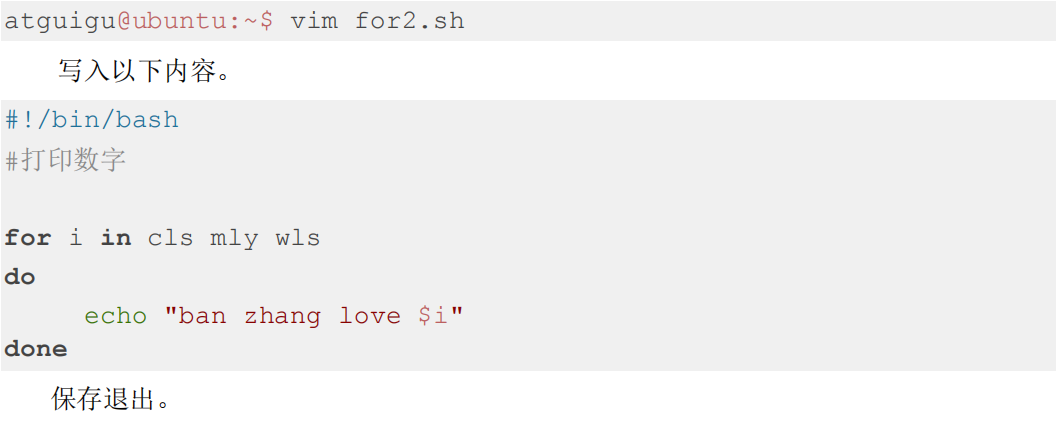 atguigu@ubuntu:~$ vim for2.sh
写入以下内容。
#!/bin/bash
#打印数字
for i in cls mly wls
do
echo "ban zhang love $i"
done
保存退出。